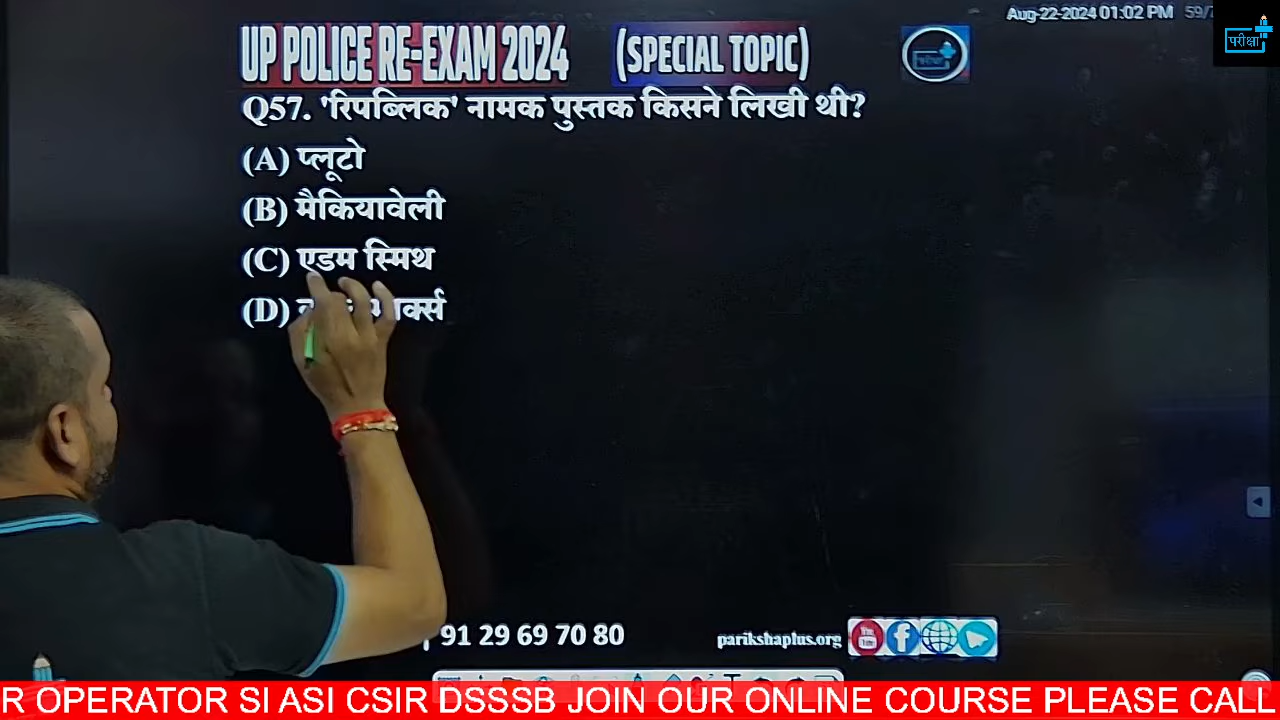 Aug-22-2024 01:02 PM 59/7
परीक्षा
UP POLICE RE-EXAM 2024 (SPECIAL TOPIC)
Q57. 'रिपब्लिक' नामक पुस्तक किसने लिखी थी?
(A) प्लूटो
(B) मैकियावेली
(C) एडम स्मिथ
(D)
91 29 69 70 80
parikshaplus.org
R OPERATOR SI ASI CSIR DSSSB JOIN OUR ONLINE COURSE PLEASE CALL